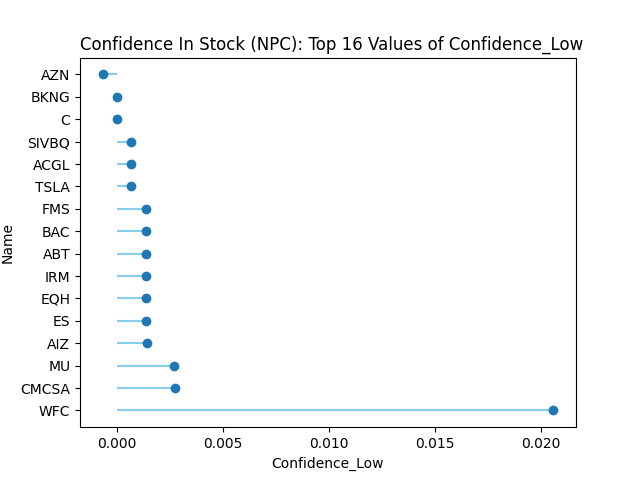 Confidence In Stock (NPC): Top 16 Values of Confidence_Low
AZN
BKNG
C
SIVBQ
ACGL
TSLA
FMS
BAC
ABT
IRM
EQH
ES
AIZ
MU
CMCSA
WFC
Name
0.000 0.005 0.010 0.015 0.020
Confidence_Low